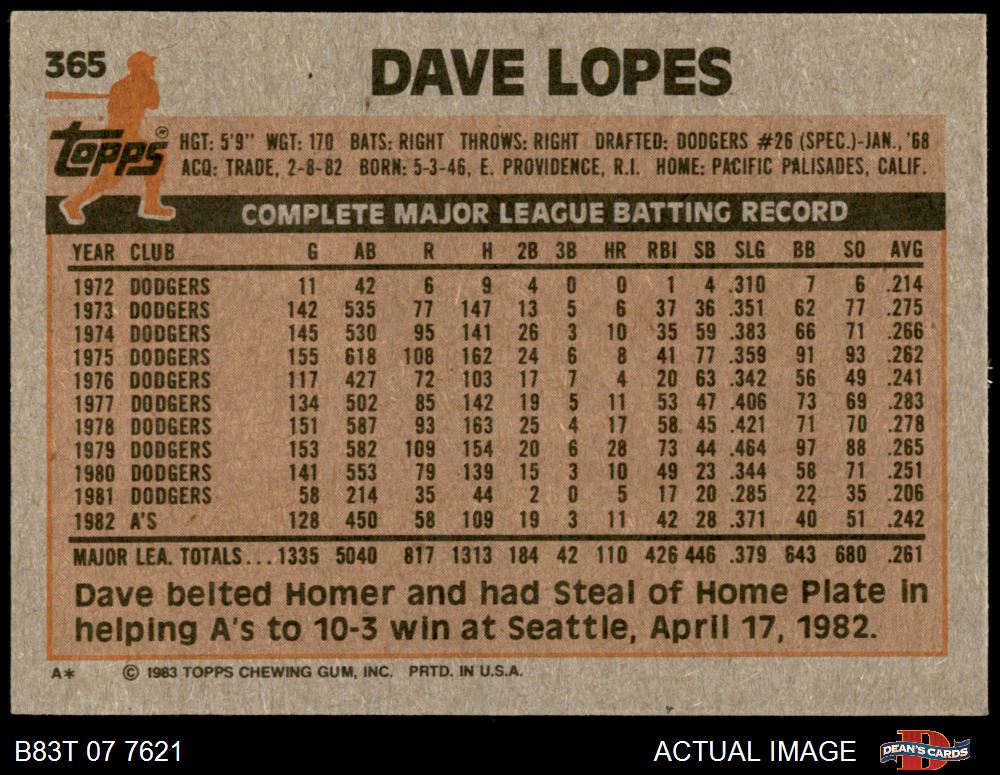 365
DAVE LOPES
topps
HGT: 5'9" WGT: 170 BATS: RIGHT THROWS: RIGHT DRAFTED: DODGERS #26 (SPEC.)-JAN., '68
ACQ: TRADE, 2-8-82 BORN: 5-3-46, E. PROVIDENCE, R.I. HOME: PACIFIC PALISADES, CALIF.
COMPLETE MAJOR LEAGUE BATTING RECORD
YEAR CLUB G AB R H 2B 3B HR RBI SB SLG BB SO AVG
1972 DODGERS 11 42 6 9 4 0 0 1 4 .310 7 6 .214
1973 DODGERS 142 535 77 147 13 5 6 37 36 .351 62 77 .275
1974 DODGERS 145 530 95 141 26 3 10 35 59 .383 66 71 .266
1975 DODGERS 155 618 108 162 24 6 8 41 77 .359 91 93 .262
1976 DODGERS 117 427 72 103 17 7 4 20 63 .342 56 49 .241
1977 DODGERS 134 502 85 142 19 5 11 53 47 .406 73 69 .283
1978 DODGERS 151 587 93 163 25 4 17 58 45 .421 71 70 .278
1979 DODGERS 153 582 109 154 20 6 28 73 44 .464 97 88 .265
1980 DODGERS 141 553 79 139 15 3 10 49 23 .344 58 71 .251
1981 DODGERS 58 214 35 44 2 0 5 17 20 .285 22 35 .206
1982 A'S 128 450 58 109 19 3 11 42 28 .371 40 51 .242
MAJOR LEA. TOTALS...1335 5040 817 1313 184 42 110 426 446 .379 643 680 .261
Dave belted Homer and had Steal of Home Plate in
helping A's to 10-3 win at Seattle, April 17, 1982.
A* © 1983 TOPPS CHEWING GUM, INC. PRTD. IN U.S.A.
B83T 07 7621 ACTUAL IMAGE DEAN'S CARDS